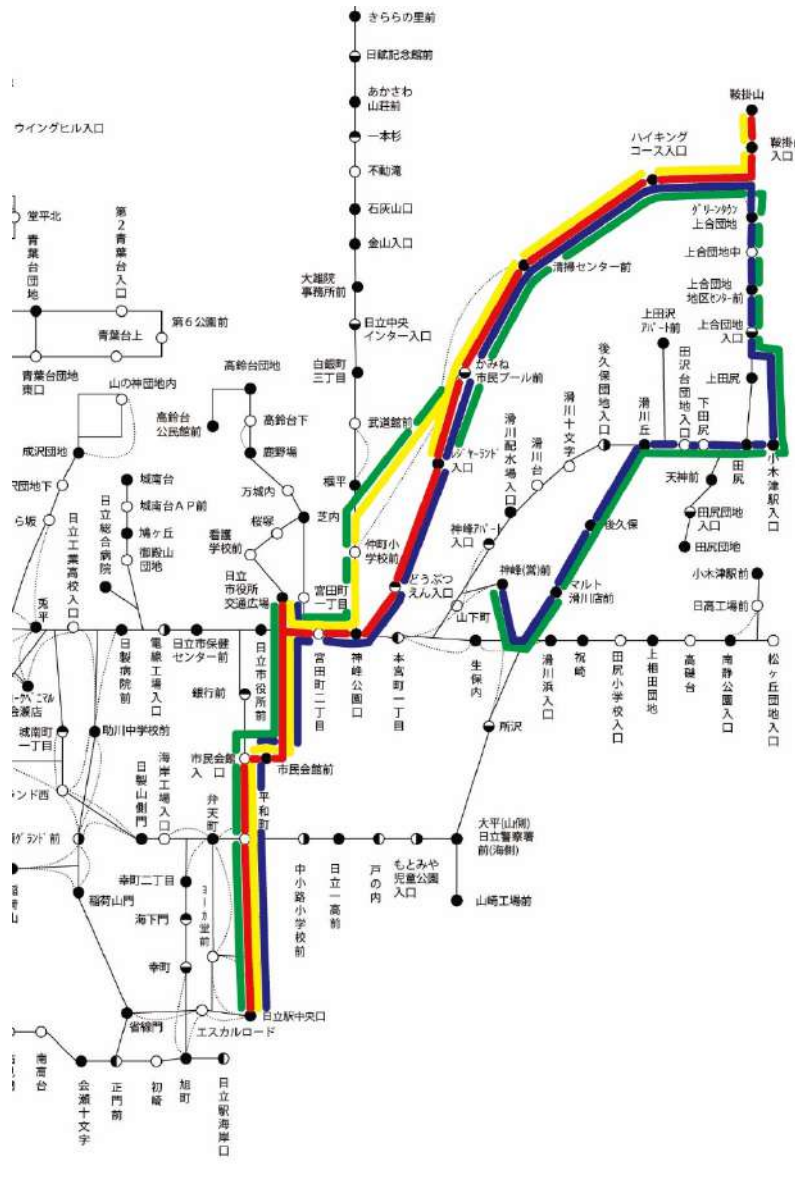 きららの里前
日鉱記念館前
あかさわ
山荘前
一本杉
不動滝
石灰山口
金山入口
大雄院
事務所前
日立中央
インター入口
白銀町
三丁目
武道館前
櫃平
仲町小
学校前
鞍掛山
入口
鞍掛山
ハイキング
コース入口
グリーンタウン
上合団地
上合団地中
上合団地
地区センター前
上合団地
入口
上田尻
清掃センター前
かみね
市民プール前
レジャーランド
入口
どうぶつ
えん入口
ウイングヒル入口
堂平北
青葉台団地
第2青葉台入口
第6公園前
青葉台上
青葉台団地
東口
山の神団地内
成沢団地
城南台
城南台AP前
鳩ヶ丘
御殿山
団地
日立総合病院
日立工業高校入口
高鈴台団地
高鈴台
公民館前
高鈴台下
鹿野場
万城内
桜塚
芝内
看護
学校前
日立
市役所
交通広場
宮田町
一丁目
宮田町二丁目
神峰公園口
本宮町一丁目
兎平
日製病院前
電線工場入口
日立市保健
センター前
日立市役所前
銀行前
市民会館
入口
市民会館前
平和町
城南町
一丁目
助川中学校前
日製山側門
海岸工場入口
弁天町
稲荷山門
幸町二丁目
海下門
幸町
ヨーカ堂前
省線門
エスカルロード
日立駅中央口
南高台
会瀬十文字
正門前
初崎
旭町
日立駅海岸口
中小路小学校前
日立一高前
戸の内
もとみや
児童公園
入口
大平(山側)
日立警察署
前(海側)
山崎工場前
所沢
生保内
山下町
神峰アパート
入口
滑川配水場入口
滑川台
滑川十文字
後久保団地入口
滑川丘
上田沢
アパート前
田沢台団地入口
下田尻
田尻
小木津駅入口
天神前
田尻団地
入口
田尻団地
後久保
マルト
滑川店前
神峰(営)前
滑川浜入口
祝崎
田尻小学校入口
上相田団地
高磯台
南静公園入口
松ヶ丘団地入口
小木津駅前
日高工場前